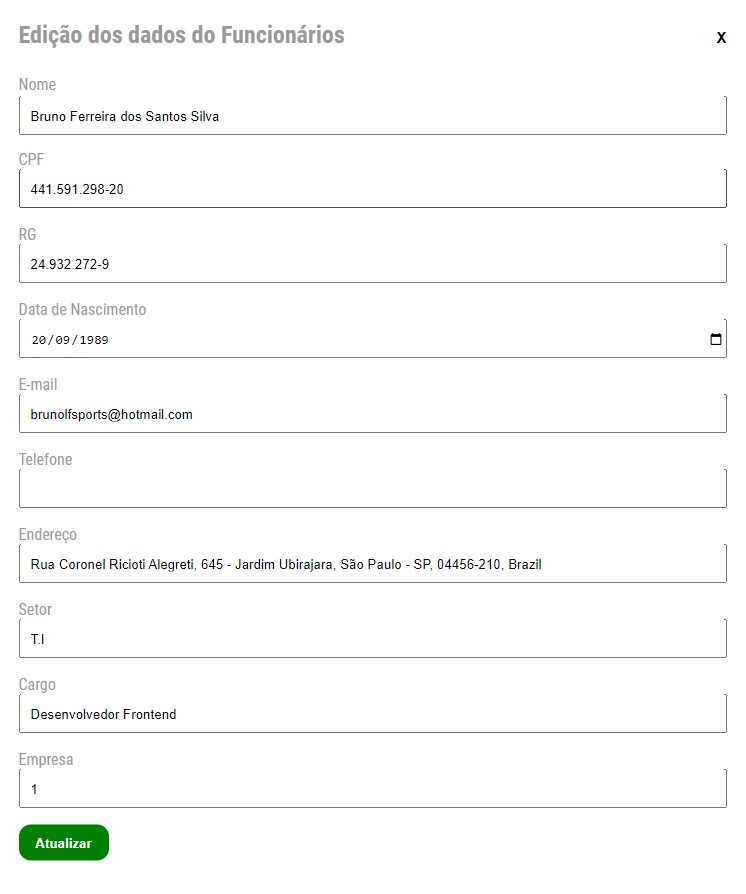 Edição dos dados do Funcionários
X
Nome
Bruno Ferreira dos Santos Silva
CPF
441.591.298-20
RG
24.932.272-9
Data de Nascimento
20/09/1989
E-mail
brunolfsports@hotmail.com
Telefone
Endereço
Rua Coronel Ricioti Alegreti, 645 - Jardim Ubirajara, São Paulo - SP, 04456-210, Brazil
Setor
T.I
Cargo
Desenvolvedor Frontend
Empresa
1
Atualizar